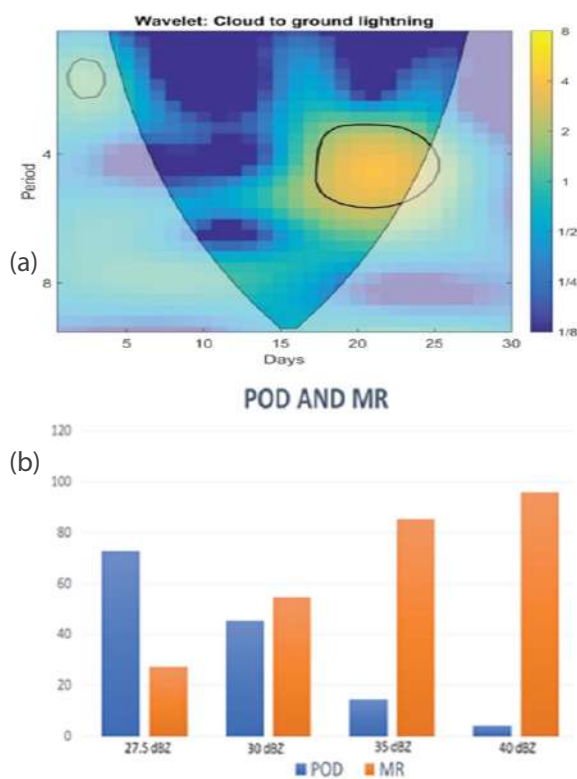 Wavelet: Cloud to ground lightning
8
4
2
1
1/2
1/4
1/8
Period
4
8
5
10
15
20
25
30
Days
(a)
POD AND MR
(b)
120
100
80
60
40
20
0
27.5 dBZ
30 dBZ
35 dBZ
40 dBZ
POD
MR